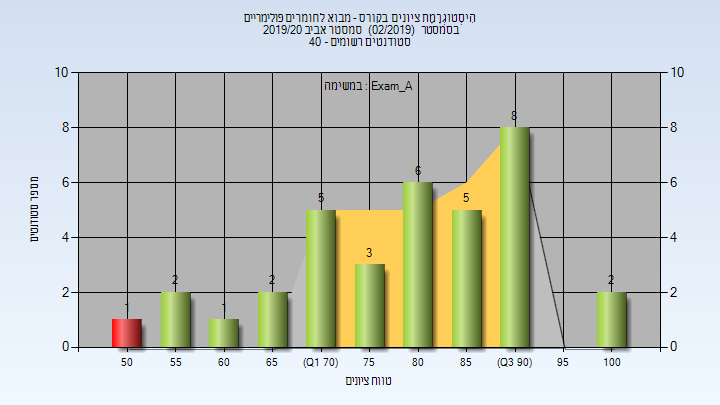 היסטוגרמת ציונים בקורס - מבוא לחומרים פולימריים
בסמסטר (02/2019) סמסטר אביב 2019/20
סטודנטים רשומים - 40
במשימה : Exam_A
מספר סטודנטים
10 10
8 8
6 6
4 4
2 2
0 0
1 2 1 2 5 3 6 5 8 2
50 55 60 65 (Q1 70) 75 80 85 (Q3 90) 95 100
טווח ציונים